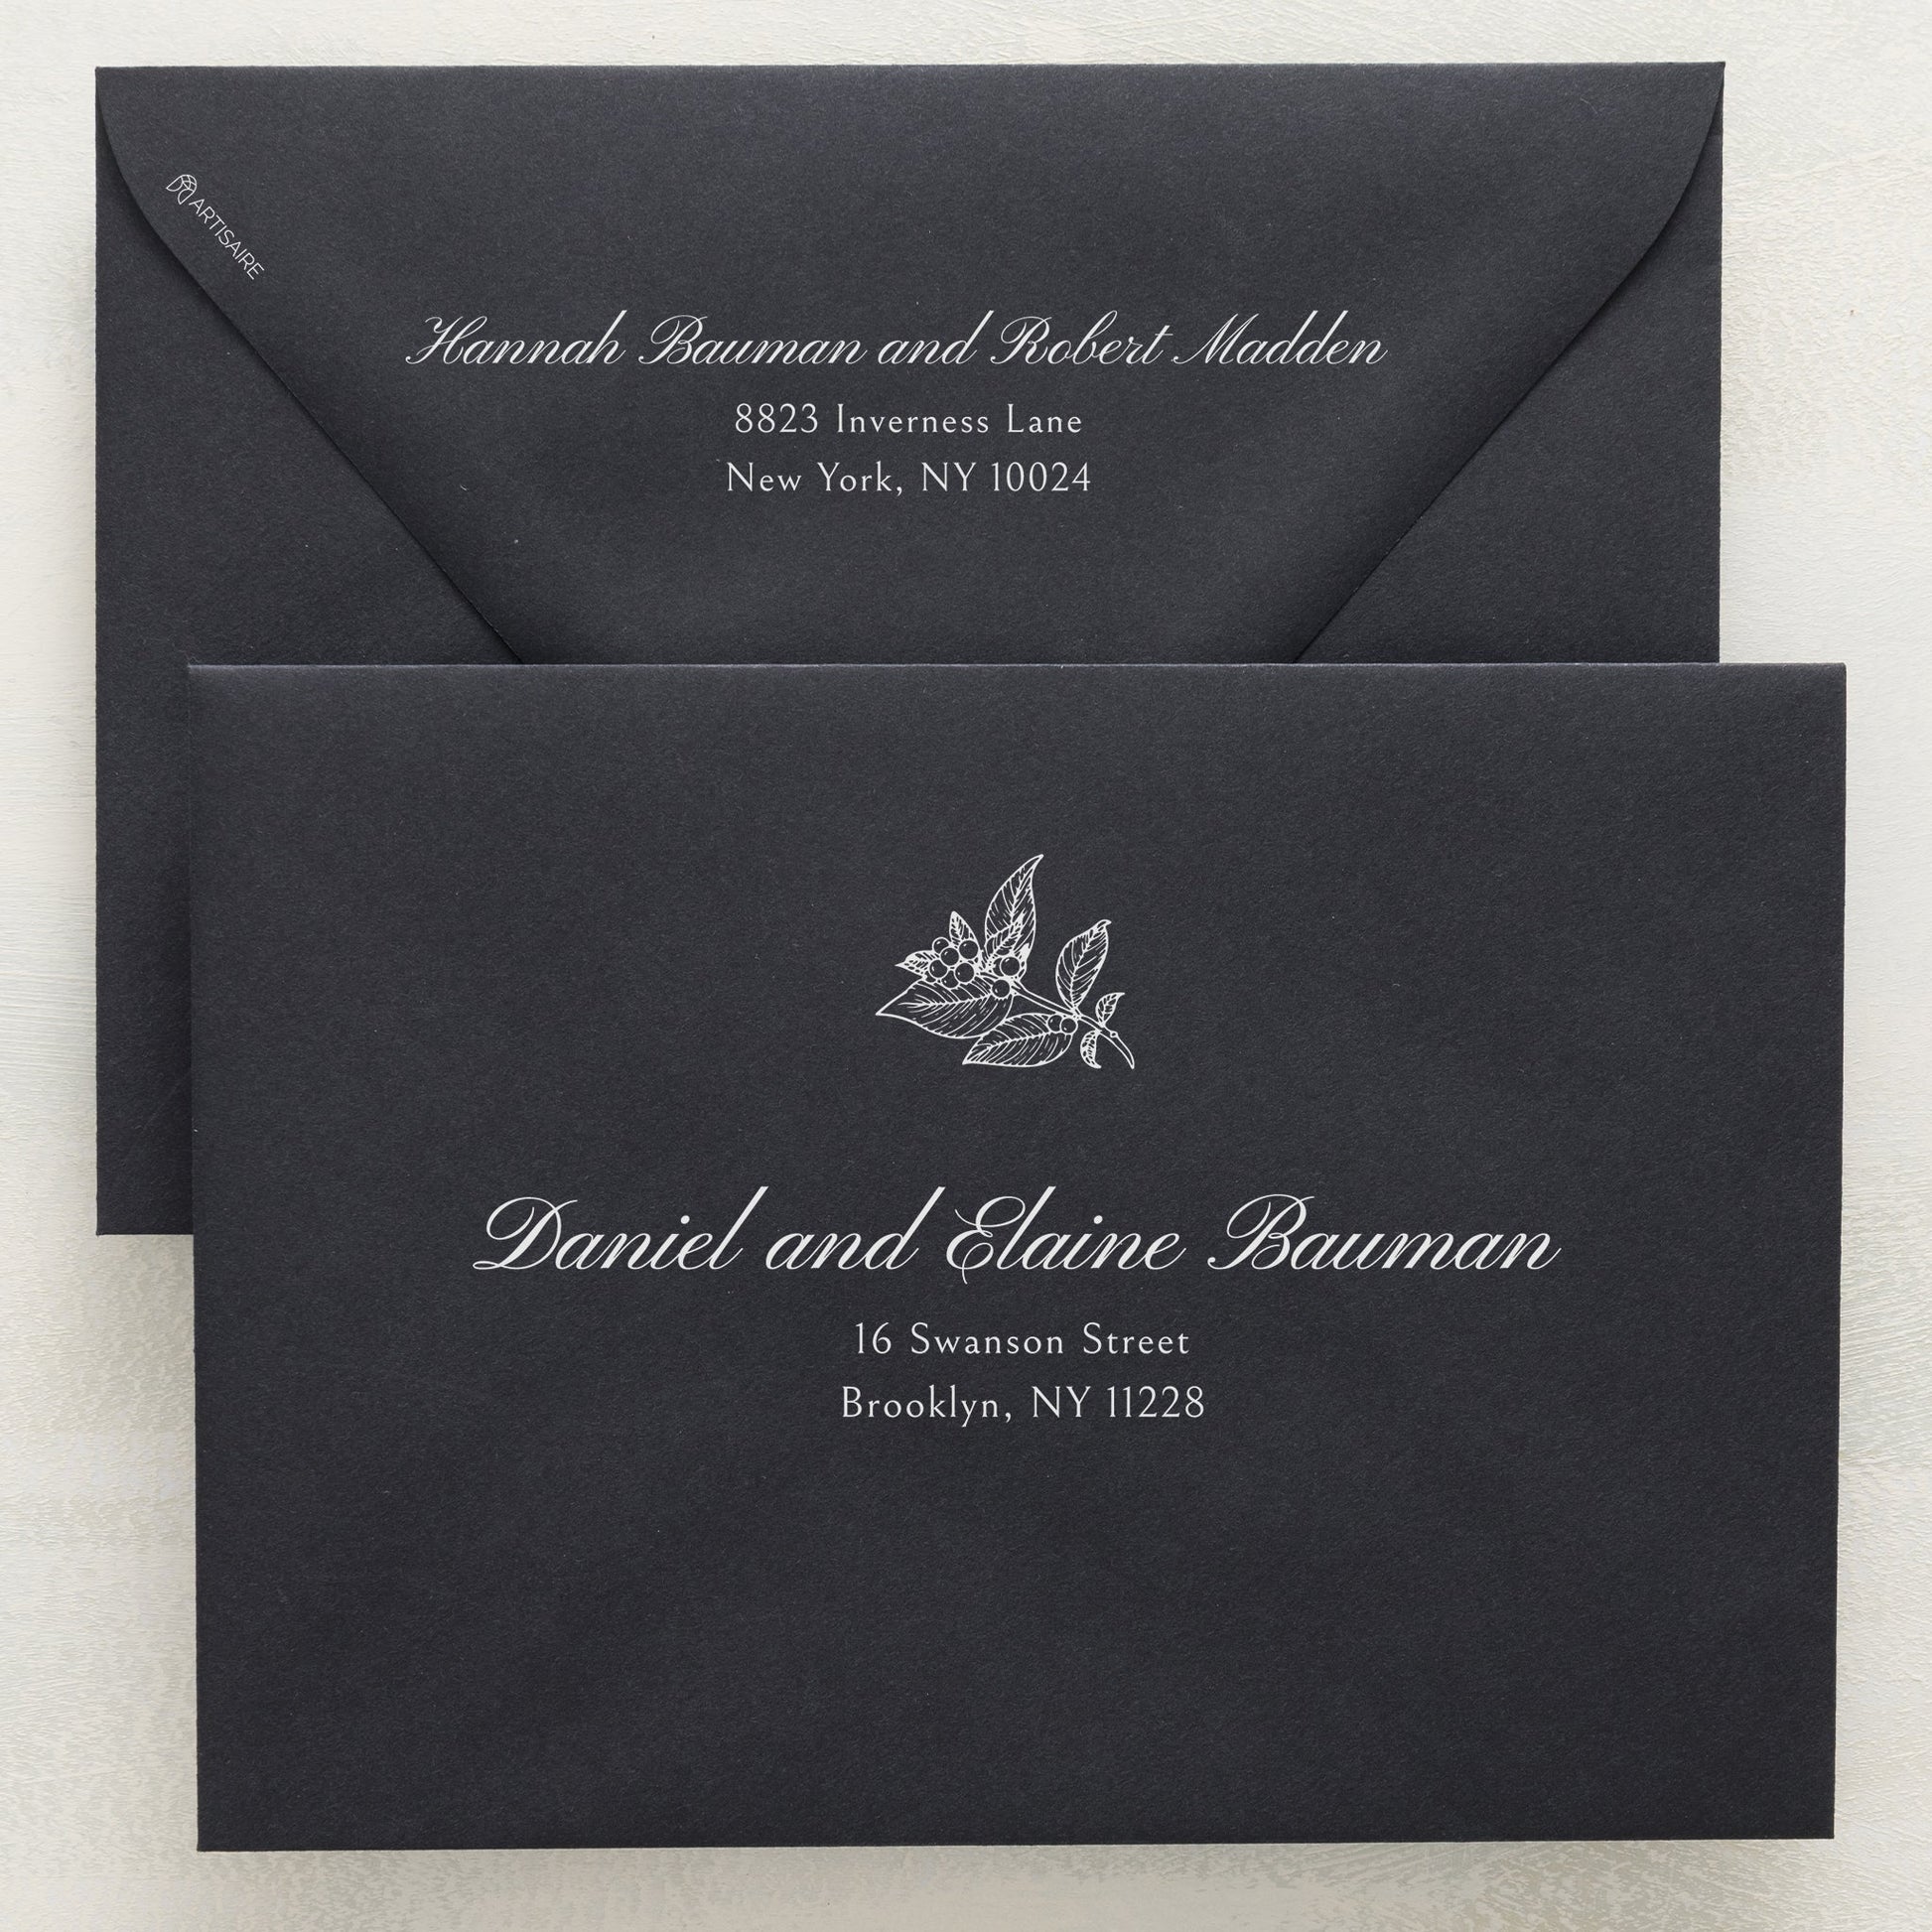 ARTISAIRE
Hannah Bauman and Robert Madden
8823 Inverness Lane
New York, NY 10024
Daniel and Elaine Bauman
16 Swanson Street
Brooklyn, NY 11228